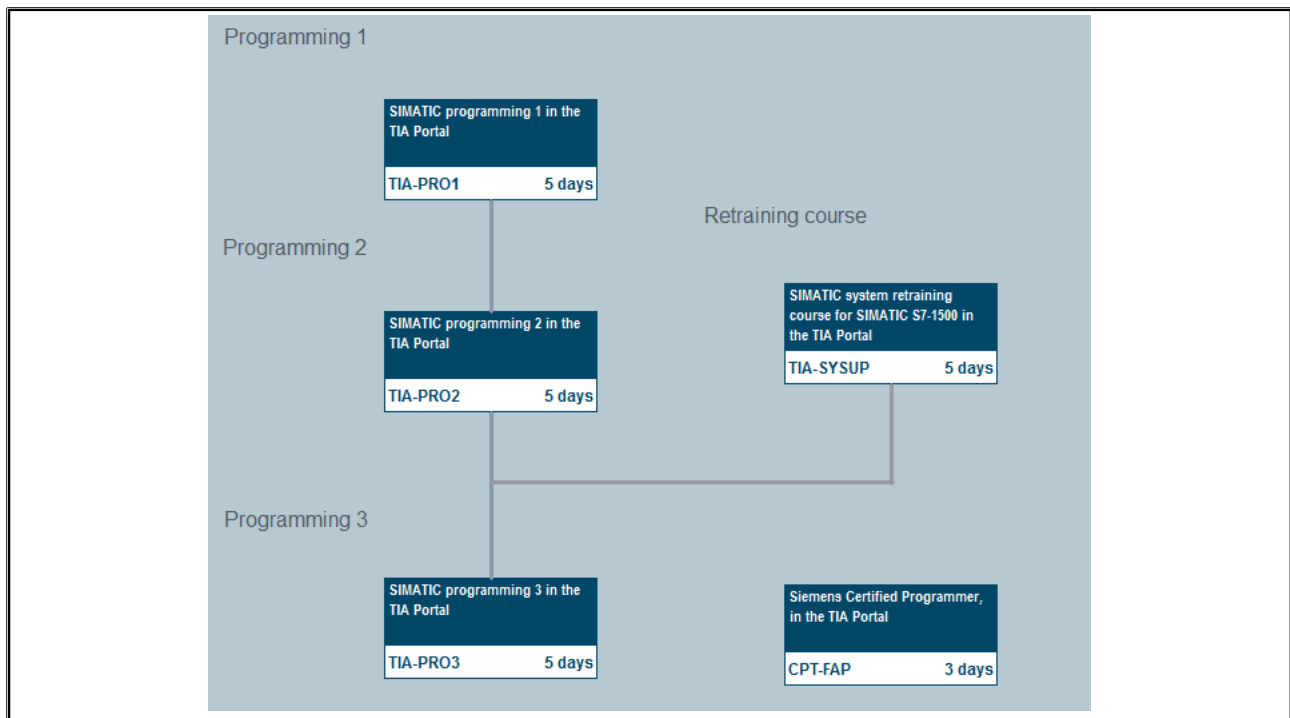 Programming 1
SIMATIC programming 1 in the
TIA Portal
TIA-PRO1 5 days
Retraining course
Programming 2
SIMATIC system retraining
course for SIMATIC S7-1500 in
the TIA Portal
TIA-SYSUP 5 days
SIMATIC programming 2 in the
TIA Portal
TIA-PRO2 5 days
Programming 3
SIMATIC programming 3 in the
TIA Portal
TIA-PRO3 5 days
Siemens Certified Programmer,
in the TIA Portal
CPT-FAP 3 days